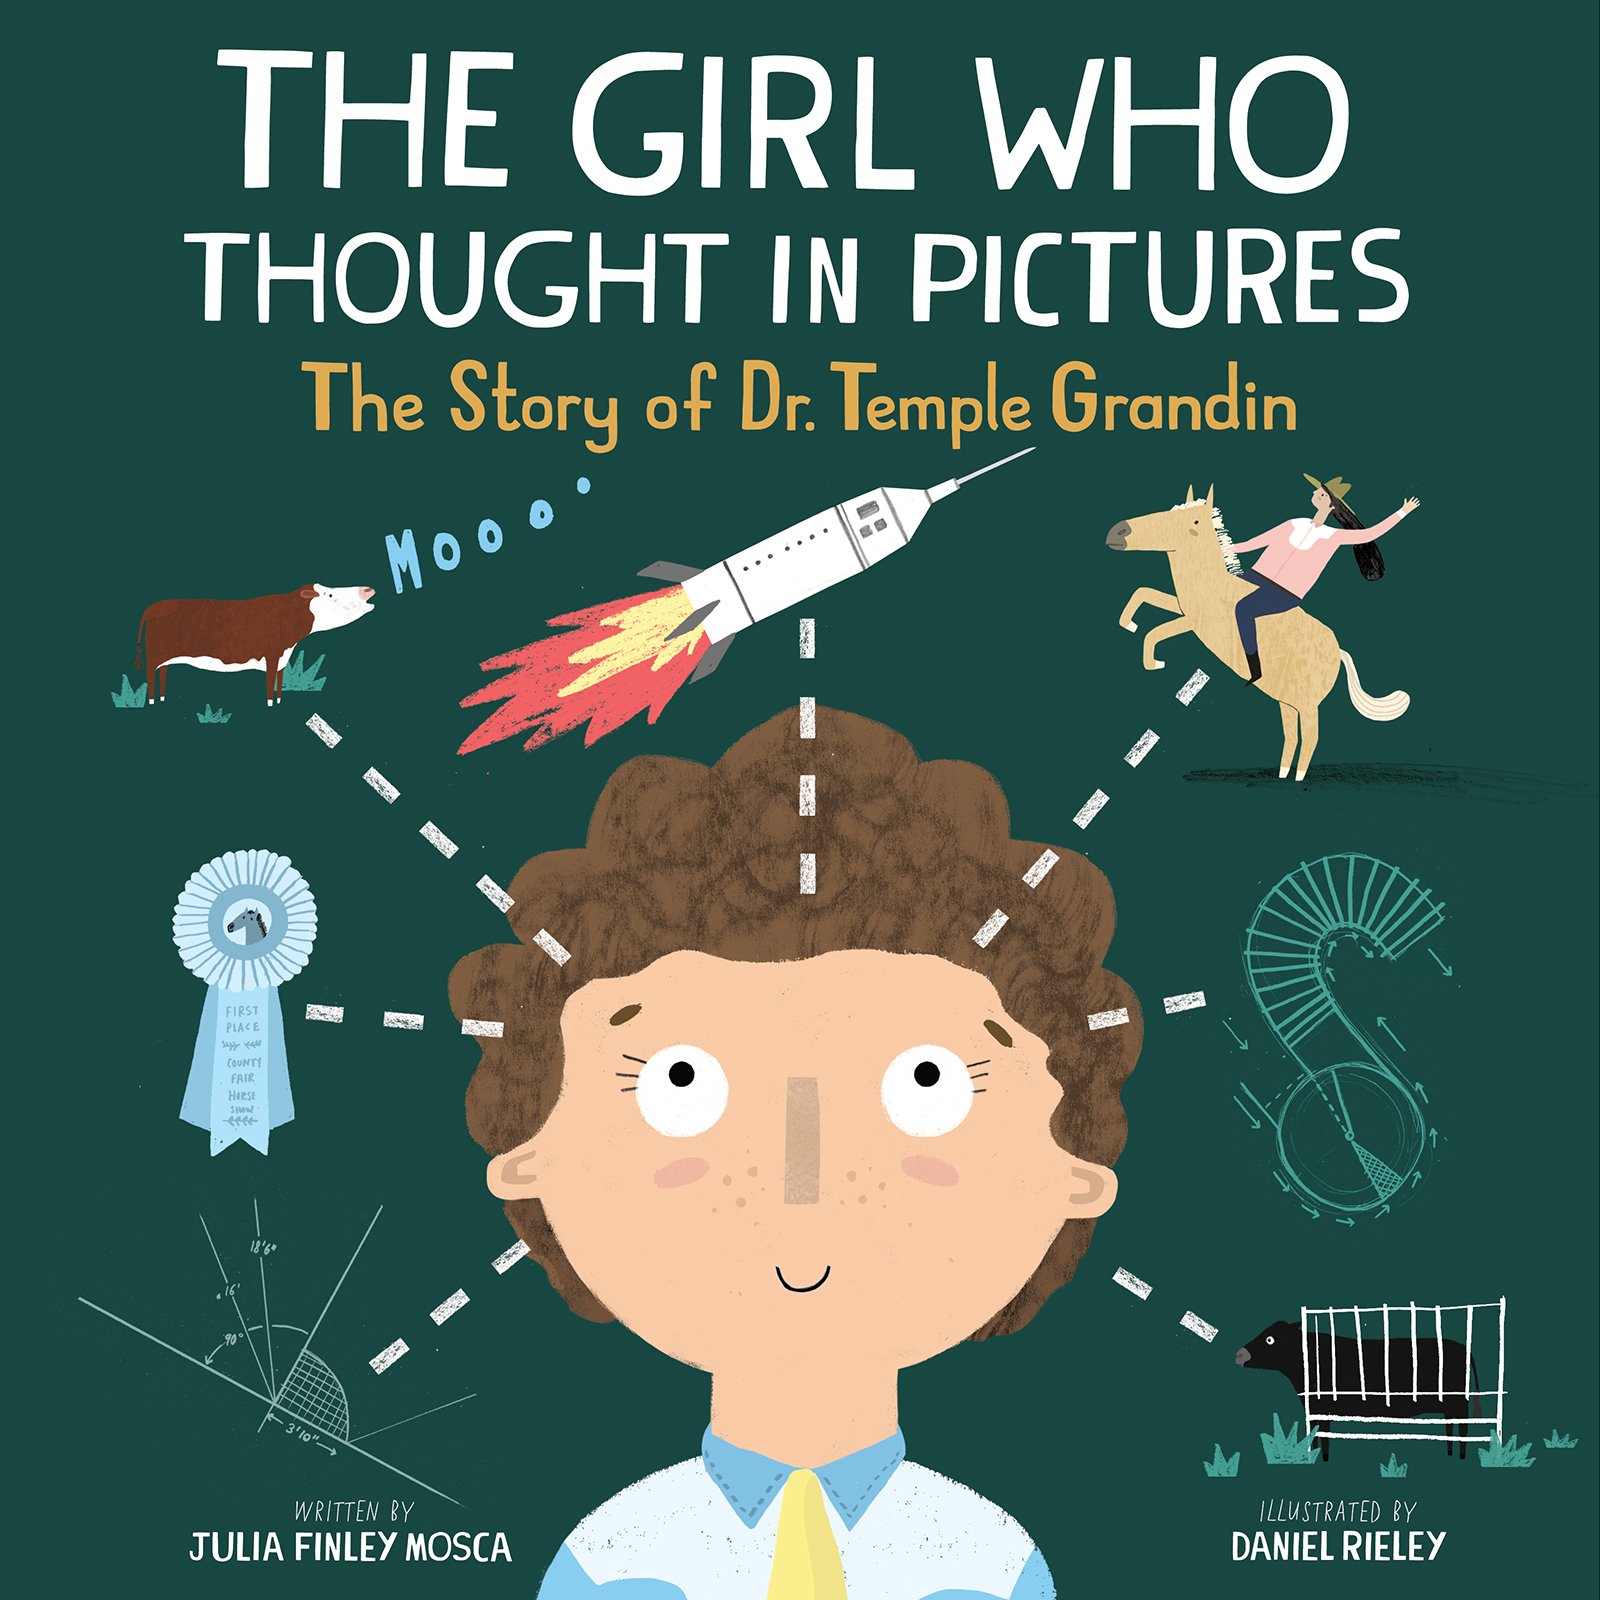 THE GIRL WHO
THOUGHT IN PICTURES
The Story of Dr. Temple Grandin
Mooo
FIRST
PLACE
COUNTY
FAIR
HORSE
SHOW
18'6"
16'
90°
3'10"
WRITTEN BY
JULIA FINLEY MOSCA
ILLUSTRATED BY
DANIEL RIELEY